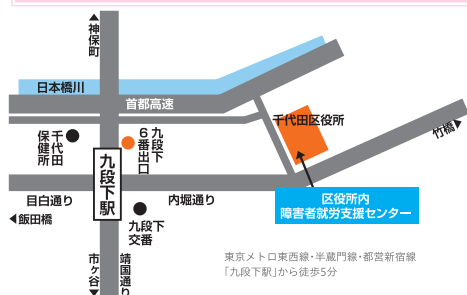 ▲神保町
日本橋川
首都高速
千代田区役所
竹橋▶
千代田
保健所
九段下
6番出口
九段下駅
目白通り
内堀通り
◀飯田橋
九段下
交番
区役所内
障害者就労支援センター
市ヶ谷▼
靖国通り
東京メトロ東西線・半蔵門線・都営新宿線
「九段下駅」から徒歩5分